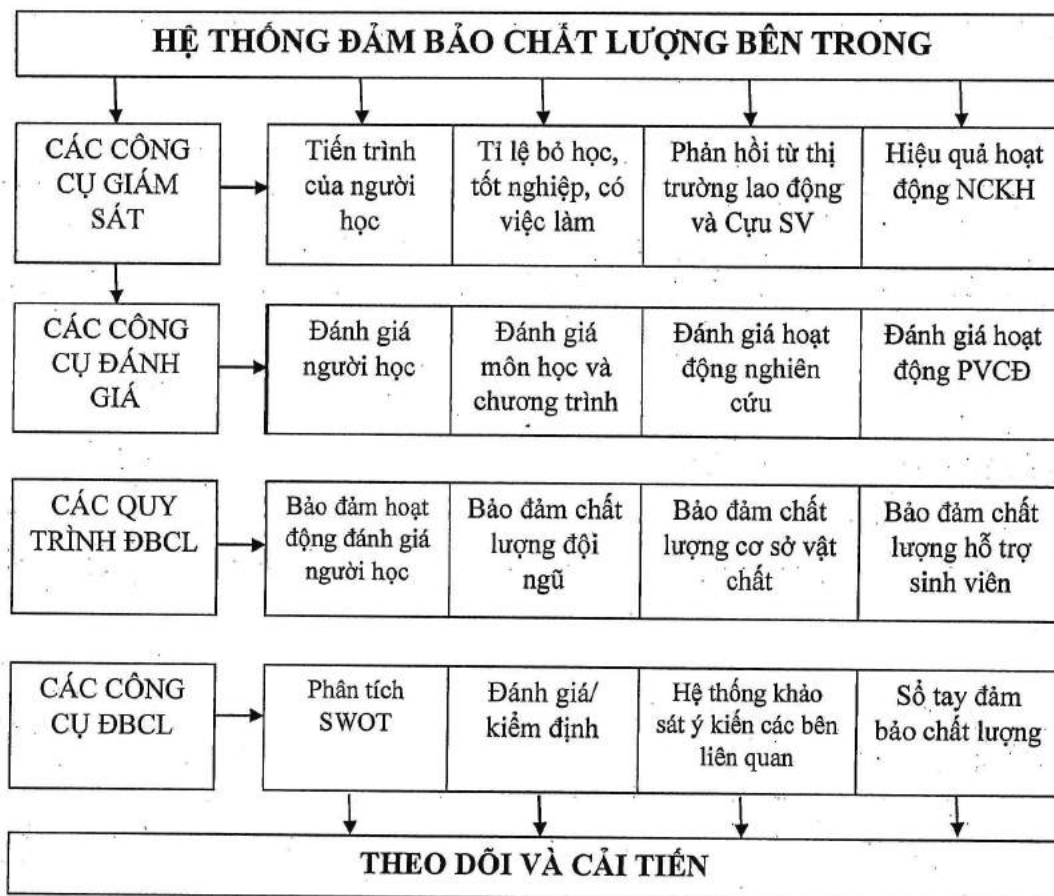 HỆ THỐNG ĐẢM BẢO CHẤT LƯỢNG BÊN TRONG
CÁC CÔNG
CỤ GIÁM
SÁT
Tiến trình
của người
học
Tỉ lệ bỏ học,
tốt nghiệp, có
việc làm
Phản hồi từ thị
trường lao động
và Cựu SV
Hiệu quả hoạt
động NCKH
CÁC CÔNG
CỤ ĐÁNH
GIÁ
Đánh giá
người học
Đánh giá
môn học và
chương trình
Đánh giá hoạt
động nghiên
cứu
Đánh giá hoạt
động PVCĐ
CÁC QUY
TRÌNH ĐBCL
Bảo đảm hoạt
động đánh giá
người học
Bảo đảm chất
lượng đội
ngũ
Bảo đảm chất
lượng cơ sở vật
chất
Bảo đảm chất
lượng hỗ trợ
sinh viên
CÁC CÔNG
CỤ ĐBCL
Phân tích
SWOT
Đánh giá/
kiểm định
Hệ thống khảo
sát ý kiến các bên
liên quan
Sổ tay đảm
bảo chất lượng
THEO DÕI VÀ CẢI TIẾN